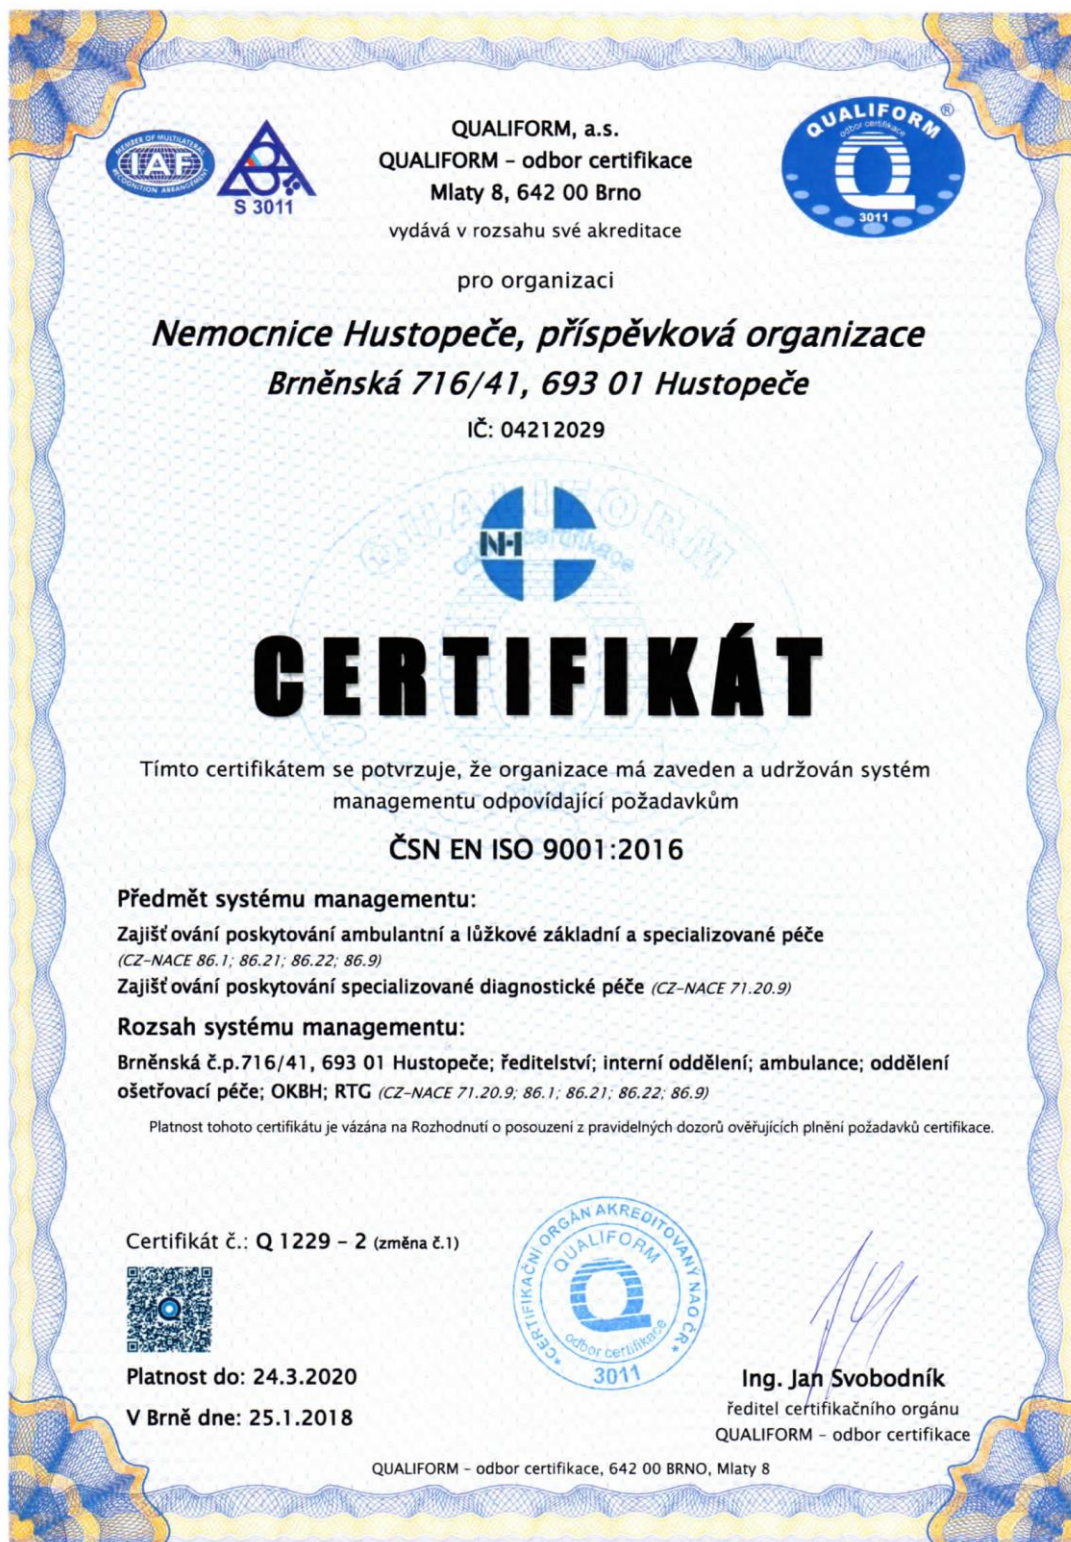 MEMBER OF MULTILATERAL
IAF
RECOGNITION ARRANGEMENT
S 3011
QUALIFORM, a.s.
QUALIFORM – odbor certifikace
Mlaty 8, 642 00 Brno
vydává v rozsahu své akreditace
QUALIFORM ®
odbor certifikace
Q
3011
pro organizaci
Nemocnice Hustopeče, příspěvková organizace
Brněnská 716/41, 693 01 Hustopeče
IČ: 04212029
QUALIFORM
odbor certifikace
NH
CERTIFIKÁT
Tímto certifikátem se potvrzuje, že organizace má zaveden a udržován systém
managementu odpovídající požadavkům
ČSN EN ISO 9001:2016
Předmět systému managementu:
Zajišťování poskytování ambulantní a lůžkové základní a specializované péče
(CZ-NACE 86.1; 86.21; 86.22; 86.9)
Zajišťování poskytování specializované diagnostické péče (CZ-NACE 71.20.9)
Rozsah systému managementu:
Brněnská č.p.716/41, 693 01 Hustopeče; ředitelství; interní oddělení; ambulance; oddělení
ošetřovací péče; OKBH; RTG (CZ-NACE 71.20.9; 86.1; 86.21; 86.22; 86.9)
Platnost tohoto certifikátu je vázána na Rozhodnutí o posouzení z pravidelných dozorů ověřujících plnění požadavků certifikace.
Certifikát č.: Q 1229 – 2 (změna č.1)
*CERTIFIKAČNÍ ORGÁN AKREDITOVANÝ NAO ČR*
QUALIFORM
Q
odbor certifikace
3011
Platnost do: 24.3.2020
V Brně dne: 25.1.2018
Ing. Jan Svobodník
ředitel certifikačního orgánu
QUALIFORM – odbor certifikace
QUALIFORM – odbor certifikace, 642 00 BRNO, Mlaty 8